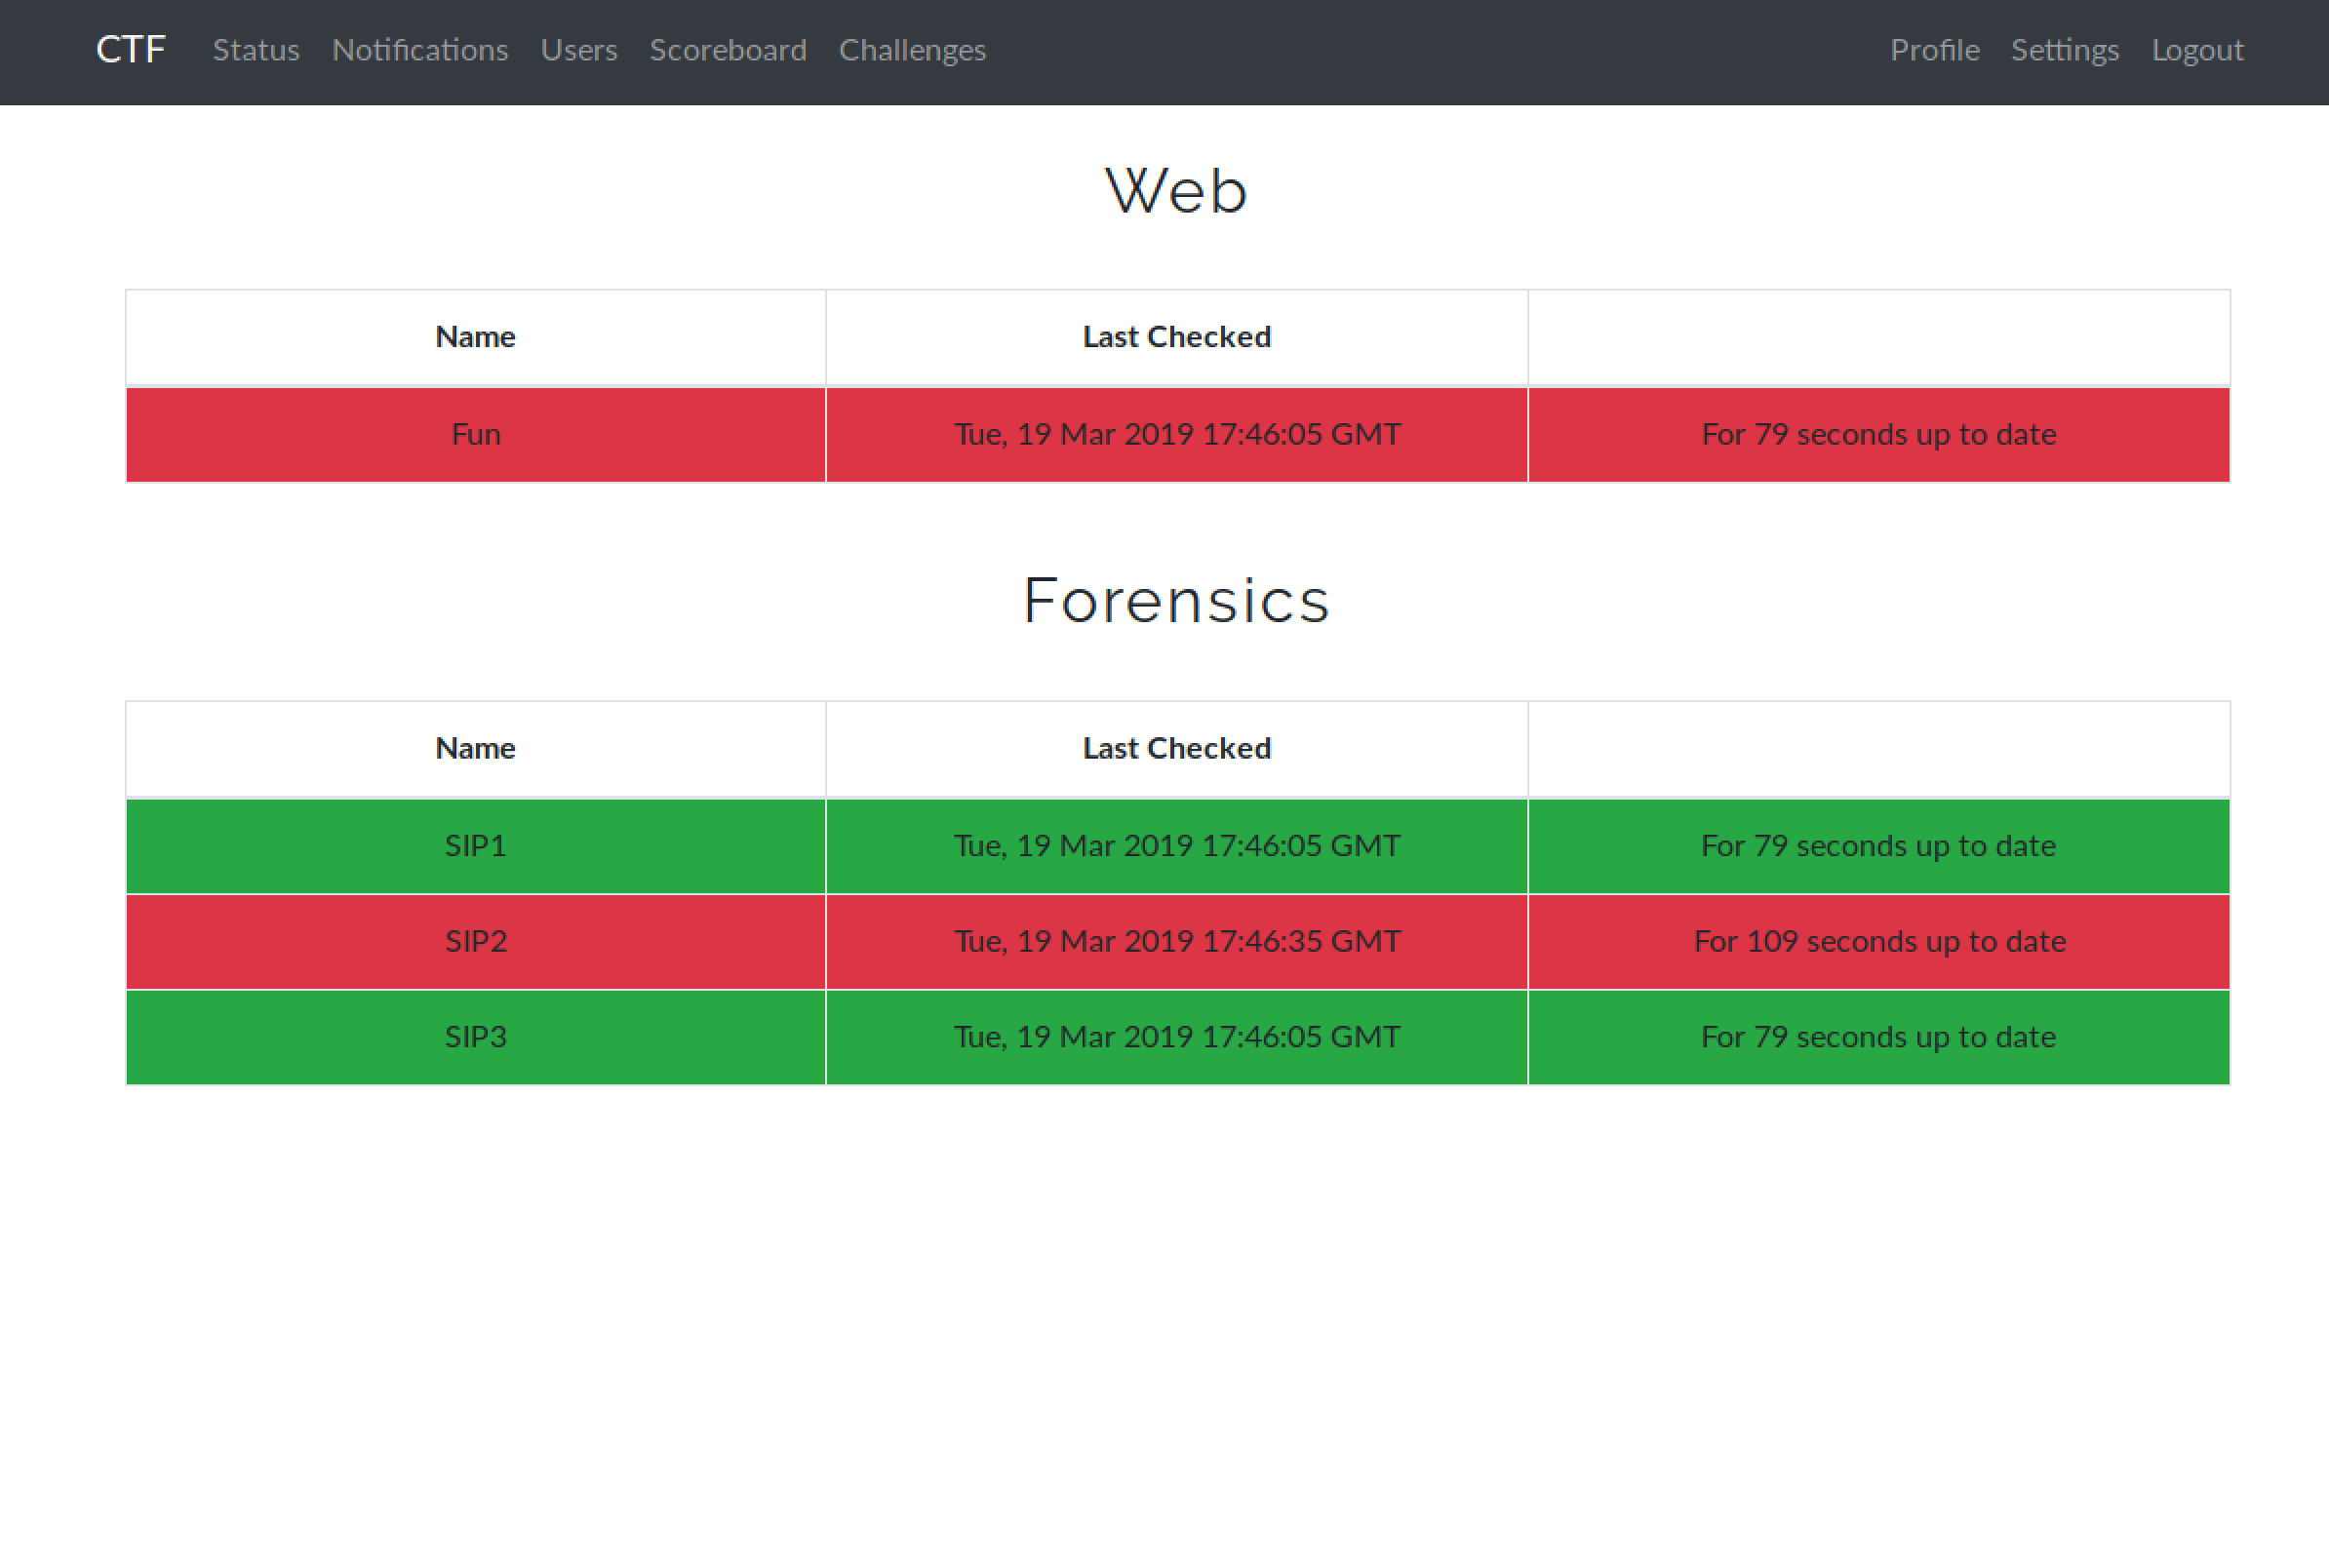 CTF Status Notifications Users Scoreboard Challenges Profile Settings Logout
Web
Name Last Checked
Fun Tue, 19 Mar 2019 17:46:05 GMT For 79 seconds up to date
Forensics
Name Last Checked
SIP1 Tue, 19 Mar 2019 17:46:05 GMT For 79 seconds up to date
SIP2 Tue, 19 Mar 2019 17:46:35 GMT For 109 seconds up to date
SIP3 Tue, 19 Mar 2019 17:46:05 GMT For 79 seconds up to date